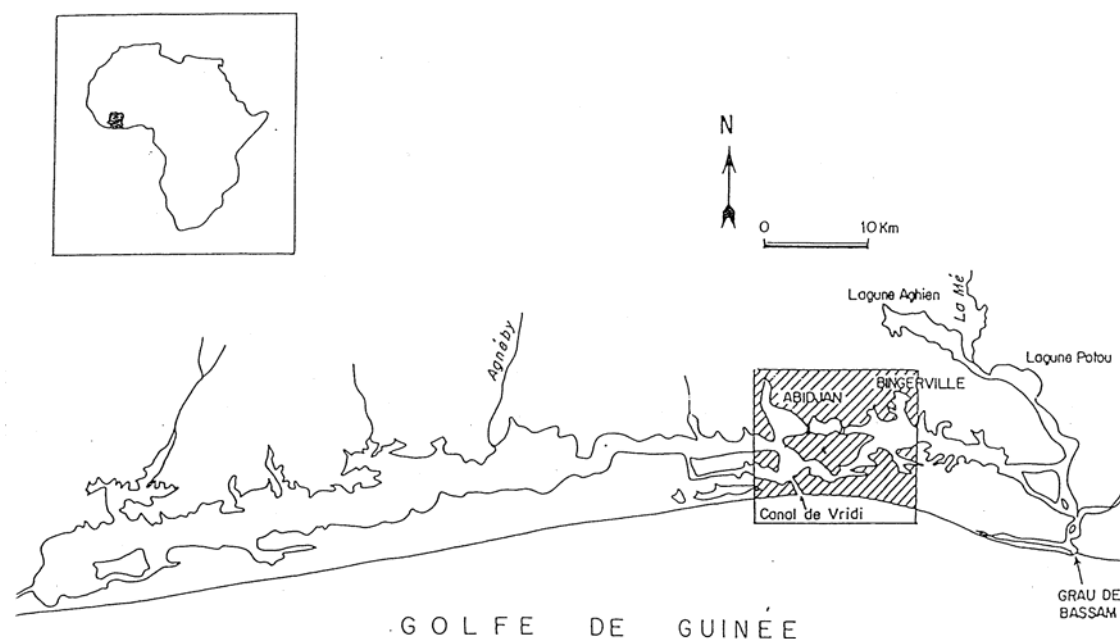 N
0 10 Km
Lagune Aghien
La Mé
Lagune Potou
Agnéby
BINGERVILLE
ABIDJAN
Canal de Vridi
GRAU DE
BASSAM
GOLFE DE GUINÉE